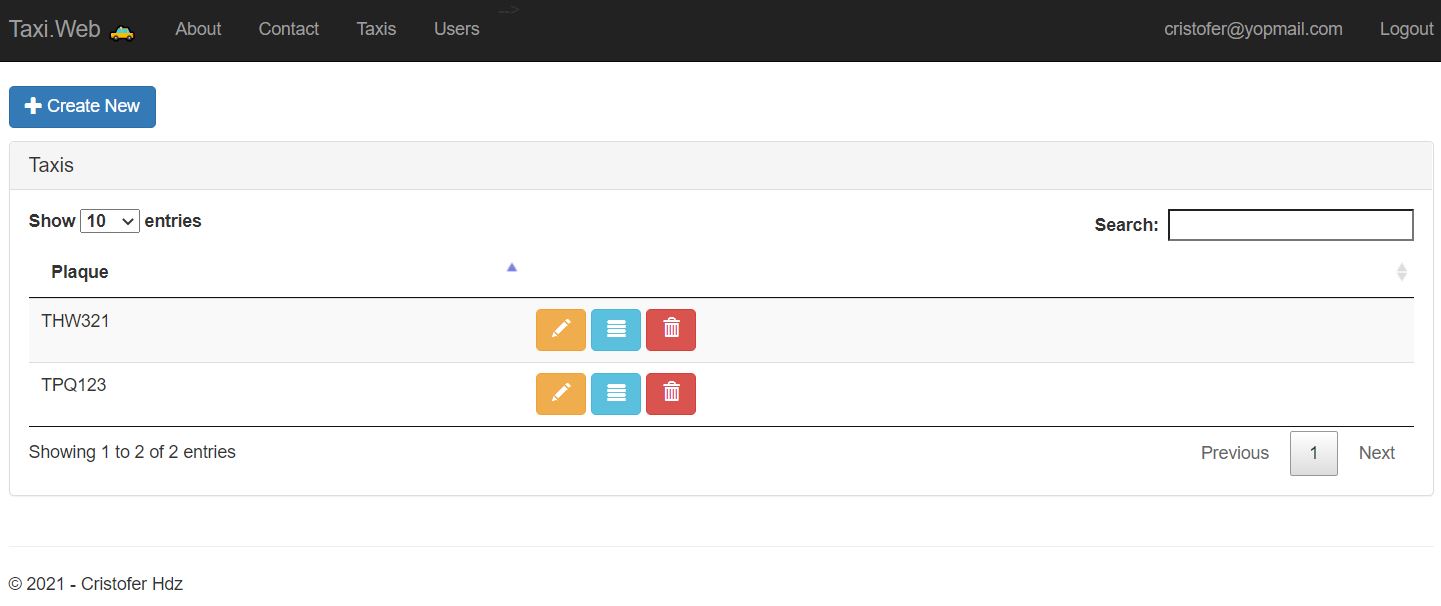 Taxi.Web About Contact Taxis Users --> cristofer@yopmail.com Logout
Create New
Taxis
Show 10 entries Search:
Plaque
THW321
TPQ123
Showing 1 to 2 of 2 entries Previous 1 Next
© 2021 - Cristofer Hdz